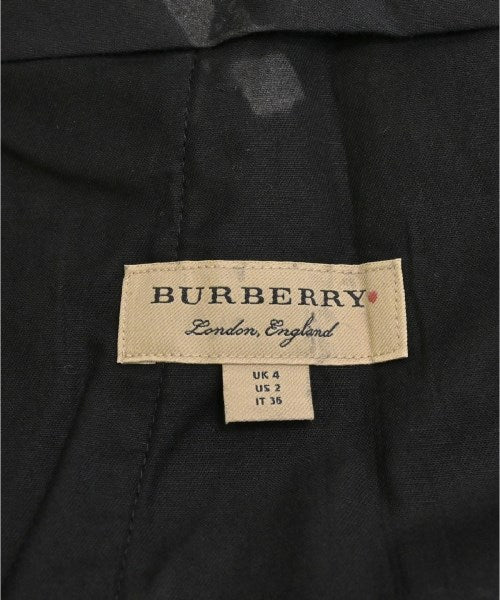 BURBERRY
London, England
UK 4
US 2
IT 36